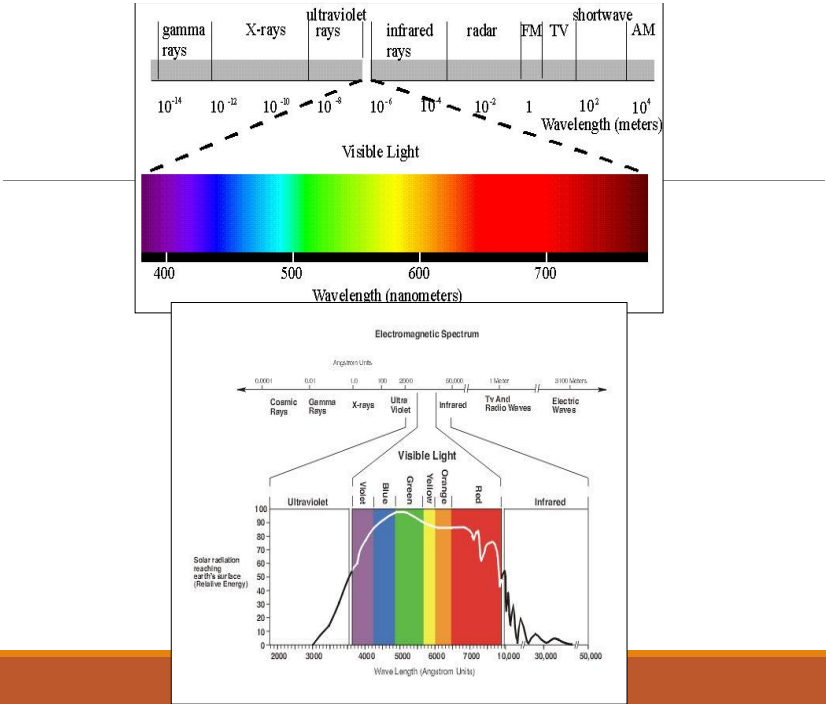 shortwave
ultraviolet
gamma X-rays rays infrared radar FM TV AM
rays rays
10⁻¹⁴ 10⁻¹² 10⁻¹⁰ 10⁻⁸ 10⁻⁶ 10⁻⁴ 10⁻² 1 10² 10⁴
Wavelength (meters)
Visible Light
400 500 600 700
Wavelength (nanometers)
Electromagnetic Spectrum
Angstrom Units
0.0001 0.01 1.0 100 2000 50,000 1 Meter 3100 Meters
Cosmic Rays
Gamma Rays
X-rays
Ultra Violet
Infrared
Tv And Radio Waves
Electric Waves
Visible Light
Violet Blue Green Yellow Orange Red
Ultraviolet Infrared
100
90
80
70
60
50
40
30
20
10
0
Solar radiation
reaching
earth's surface
(Relative Energy)
2000 3000 4000 5000 6000 7000 10,000 30,000 50,000
Wave Length (Angstrom Units)